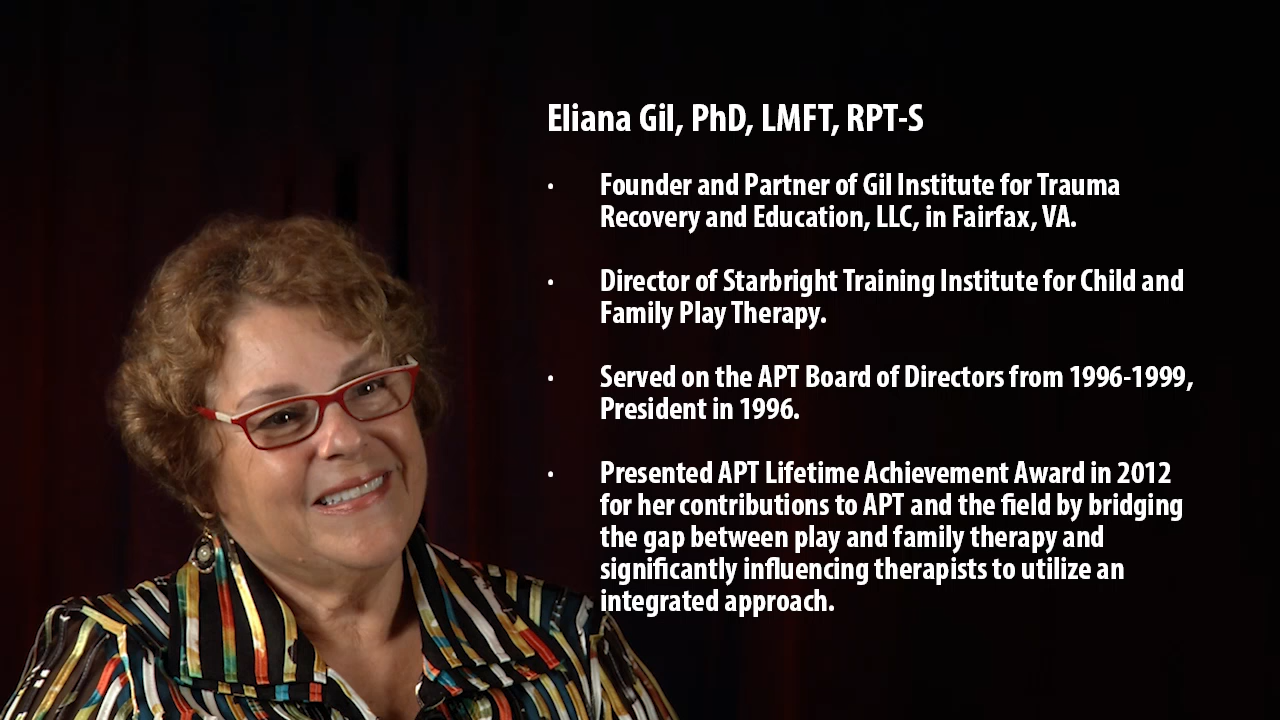 Eliana Gil, PhD, LMFT, RPT-S
• Founder and Partner of Gil Institute for Trauma
Recovery and Education, LLC, in Fairfax, VA.
• Director of Starbright Training Institute for Child and
Family Play Therapy.
• Served on the APT Board of Directors from 1996-1999,
President in 1996.
• Presented APT Lifetime Achievement Award in 2012
for her contributions to APT and the field by bridging
the gap between play and family therapy and
significantly influencing therapists to utilize an
integrated approach.